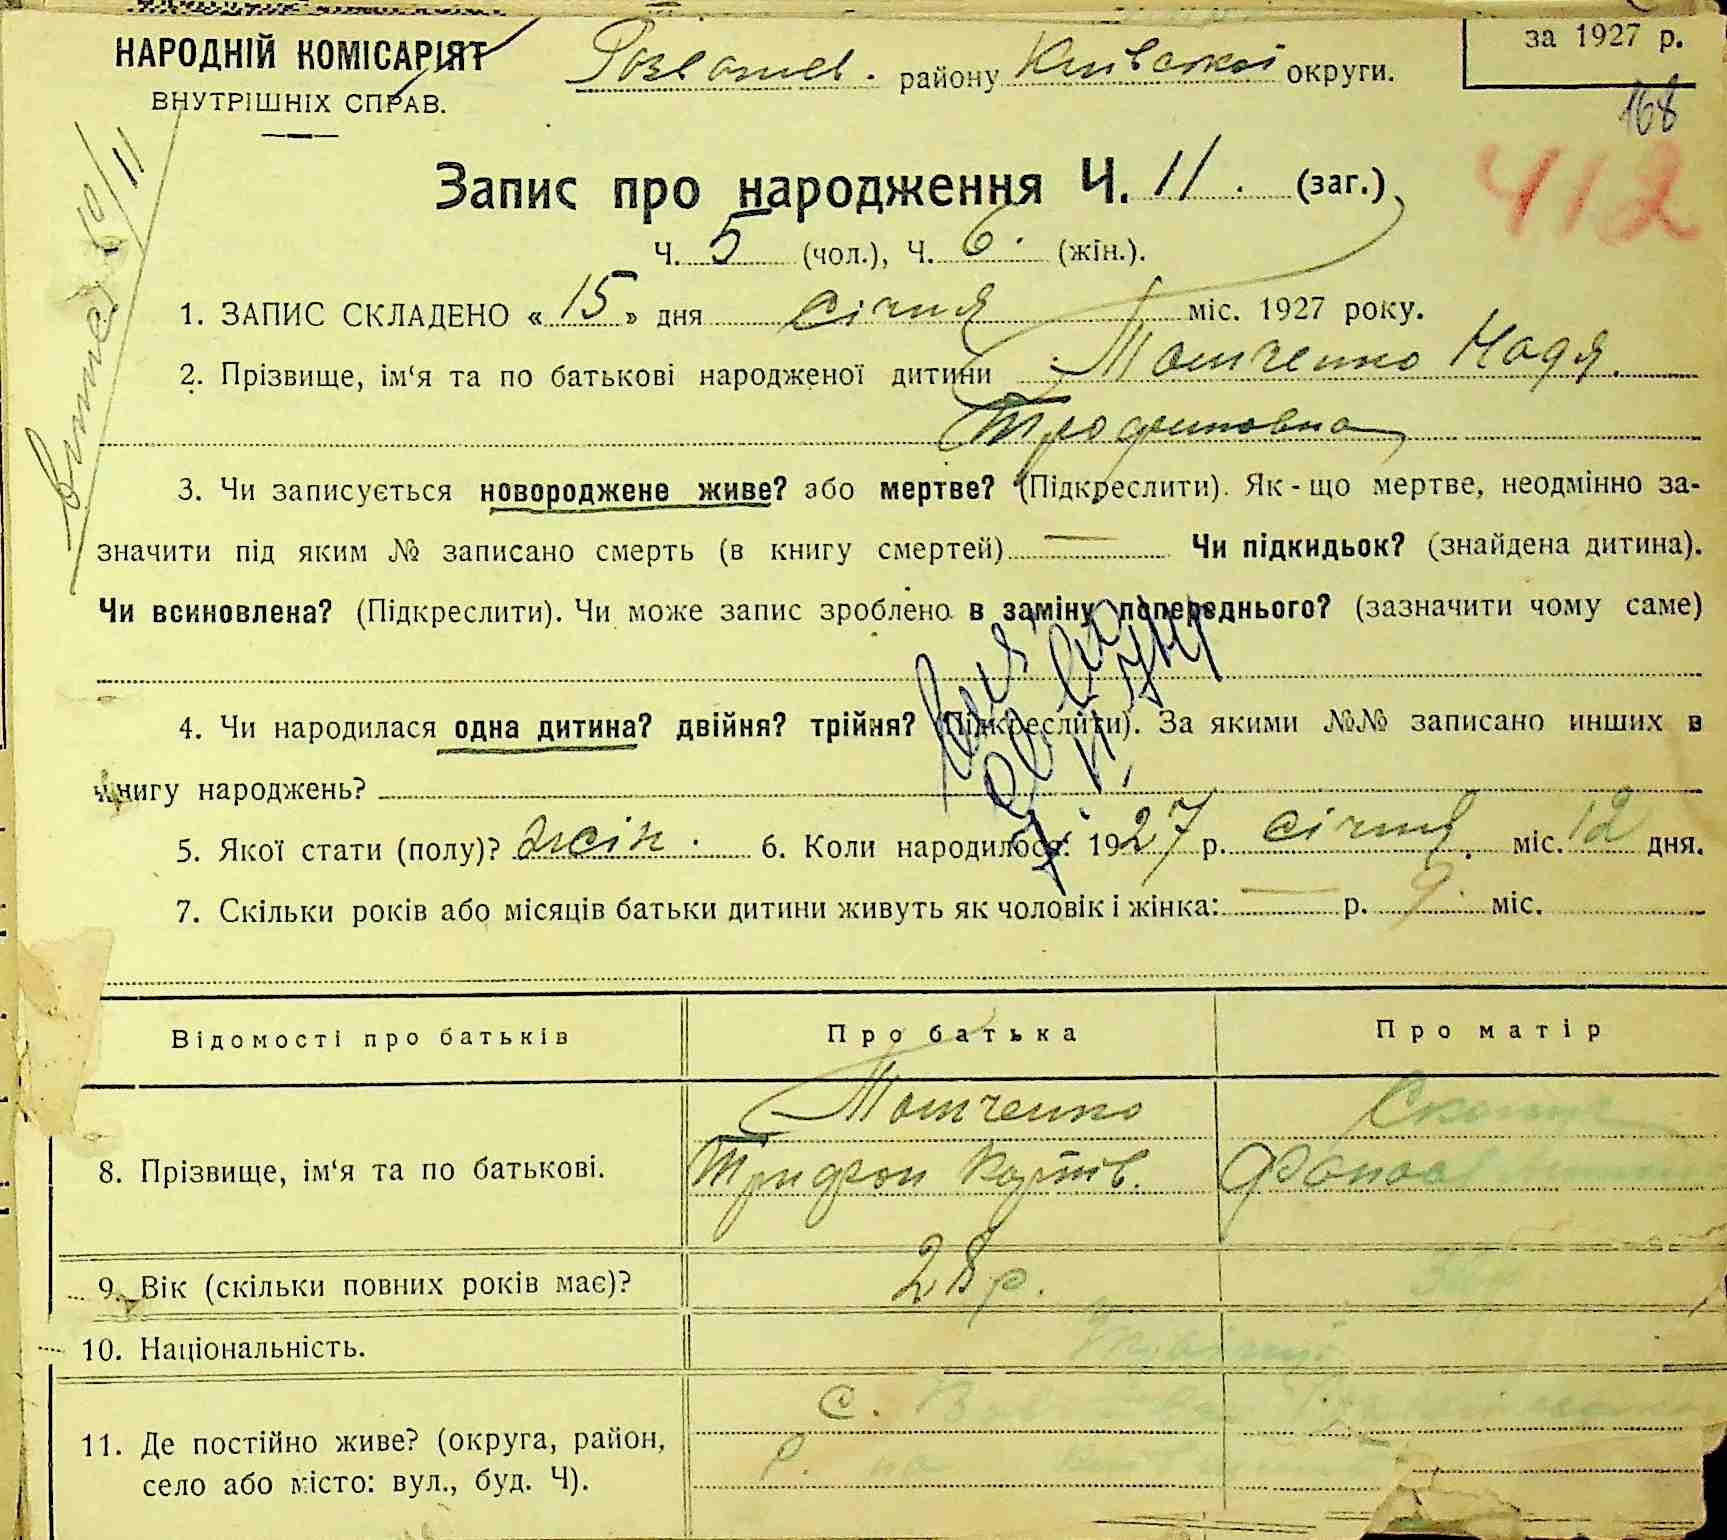 НАРОДНІЙ КОМІСАРІЯТ
ВНУТРІШНІХ СПРАВ.
району Київської округи.
за 1927 р.
168
412
Запис про народження Ч. 11. (заг.)
Ч. 5 (чол.), Ч. 6. (жін.).
1. ЗАПИС СКЛАДЕНО «15» дня січня міс. 1927 року.
2. Прізвище, ім‘я та по батькові народженої дитини Томченко Надя.
Трофимовна
3. Чи записується новороджене живе? або мертве? (Підкреслити). Як-що мертве, неодмінно за-
значити під яким № записано смерть (в книгу смертей) — Чи підкидьок? (знайдена дитина).
Чи всиновлена? (Підкреслити). Чи може запис зроблено в заміну попереднього? (зазначити чому саме)
4. Чи народилася одна дитина? двійня? трійня? (Підкреслити). За якими №№ записано инших в
книгу народжень?
5. Якої стати (полу)? жін. 6. Коли народилося: 1927 р. січня міс. 12 дня.
7. Скільки років або місяців батьки дитини живуть як чоловік і жінка: — р. 9. міс.
Відомості про батьків Про батька Про матір
Томченко
8. Прізвище, ім‘я та по батькові.
9. Вік (скільки повних років має)? 28 р.
10. Національність.
с.
11. Де постійно живе? (округа, район,
село або місто: вул., буд. Ч).